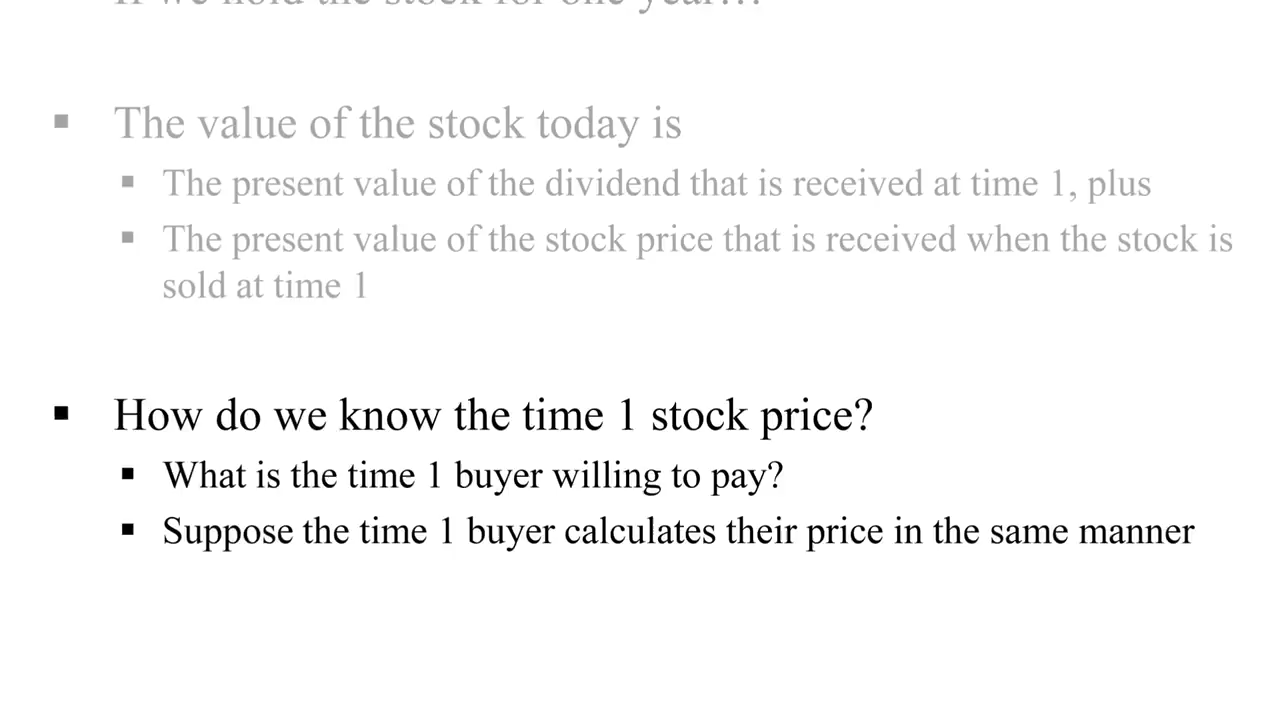 If we hold the stock for one year…
▪ The value of the stock today is
▪ The present value of the dividend that is received at time 1, plus
▪ The present value of the stock price that is received when the stock is
sold at time 1
▪ How do we know the time 1 stock price?
▪ What is the time 1 buyer willing to pay?
▪ Suppose the time 1 buyer calculates their price in the same manner